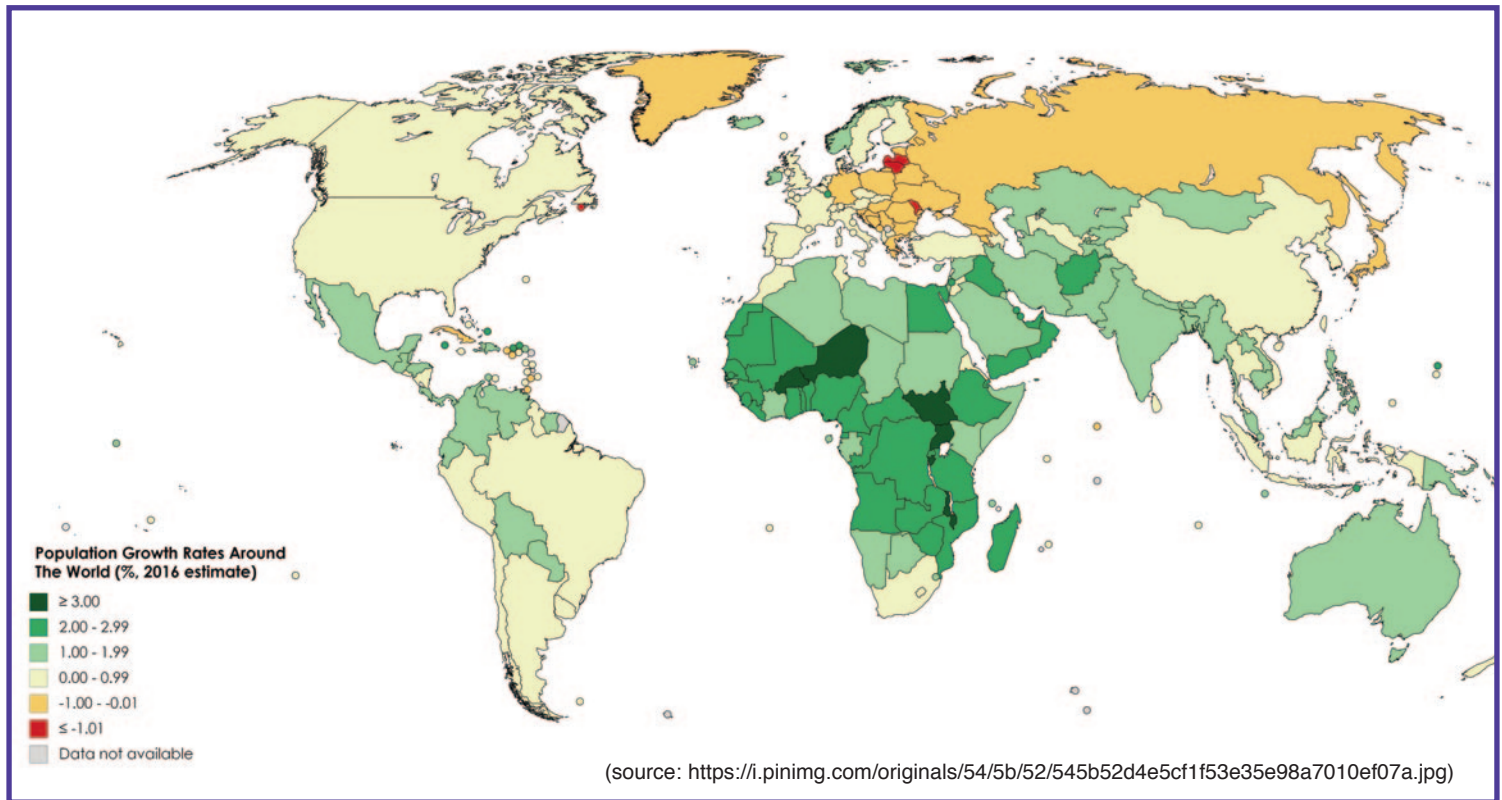 Population Growth Rates Around
The World (%, 2016 estimate)
≥ 3.00
2.00 - 2.99
1.00 - 1.99
0.00 - 0.99
-1.00 - -0.01
≤ -1.01
Data not available
(source: https://i.pinimg.com/originals/54/5b/52/545b52d4e5cf1f53e35e98a7010ef07a.jpg)